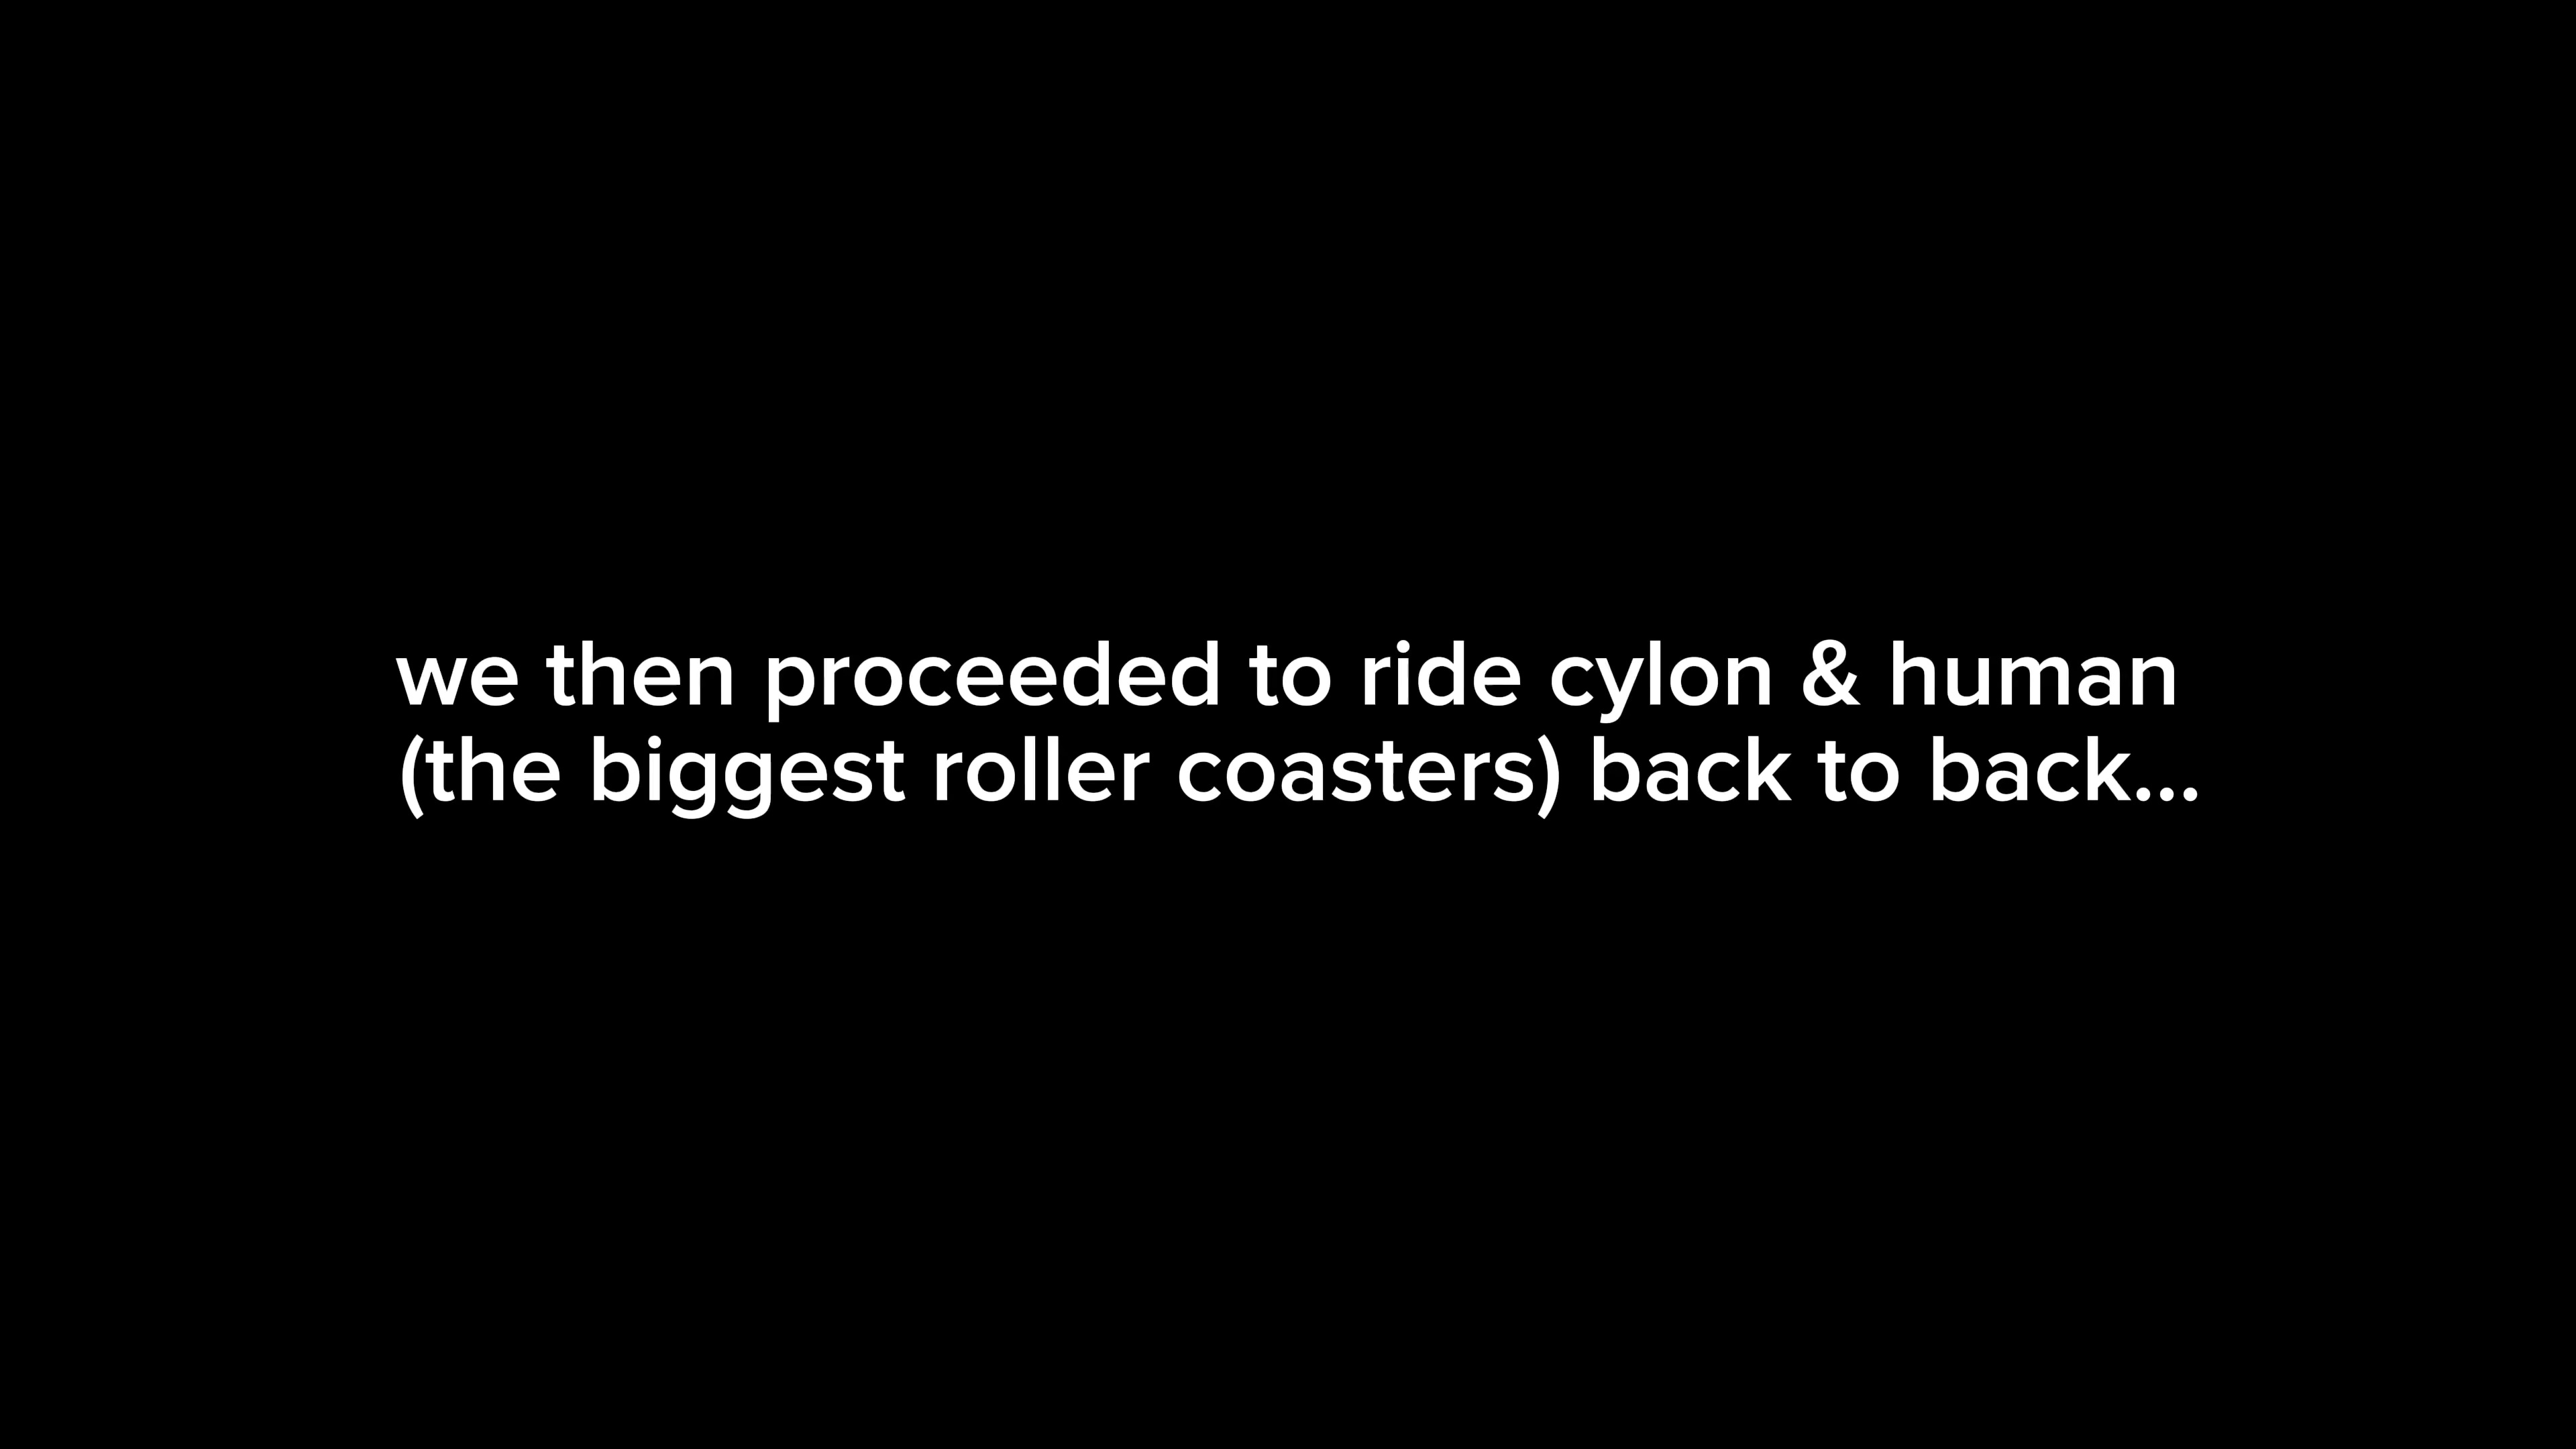 we then proceeded to ride cylon & human
(the biggest roller coasters) back to back...